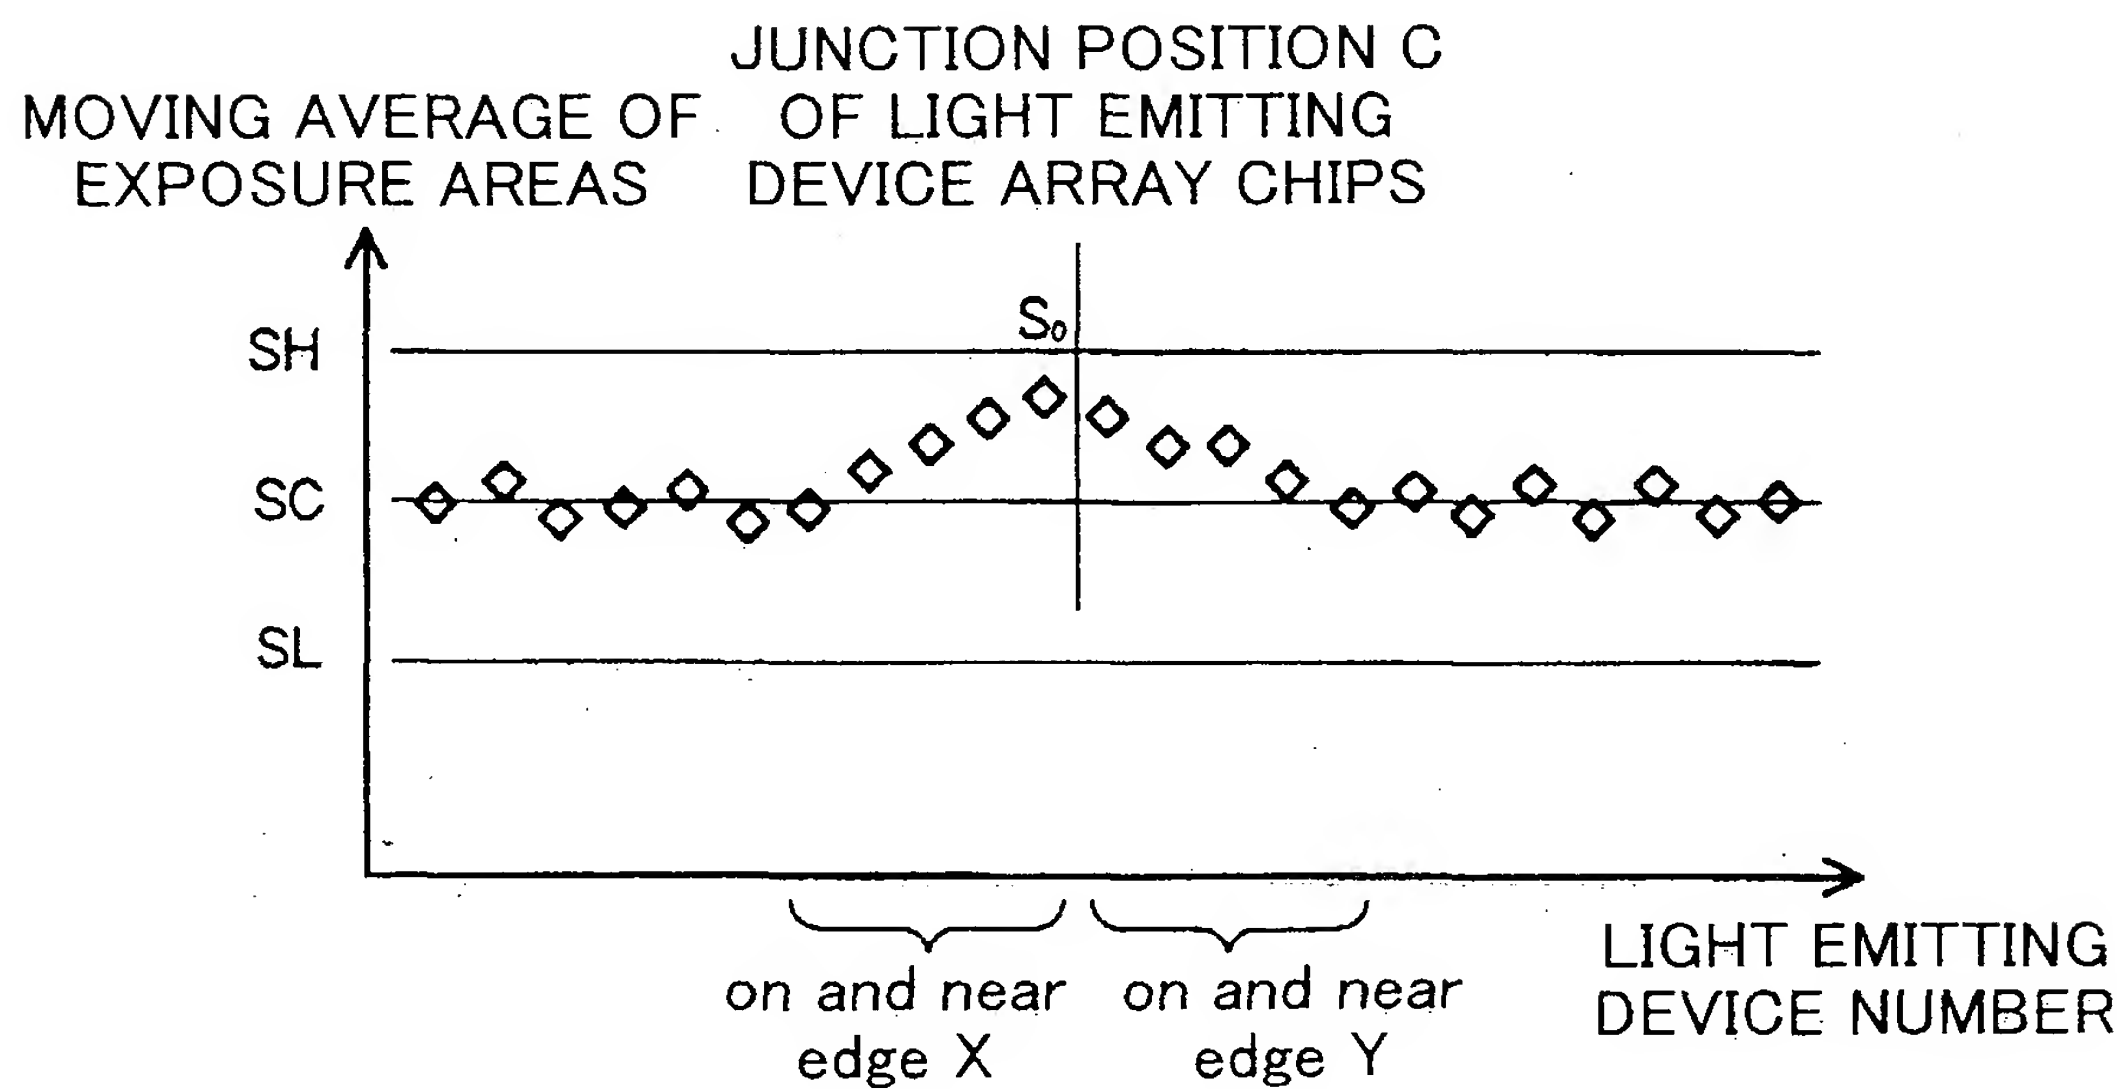 MOVING AVERAGE OF
EXPOSURE AREAS
JUNCTION POSITION C
OF LIGHT EMITTING
DEVICE ARRAY CHIPS
S₀
SH
SC
SL
on and near
edge X
on and near
edge Y
LIGHT EMITTING
DEVICE NUMBER